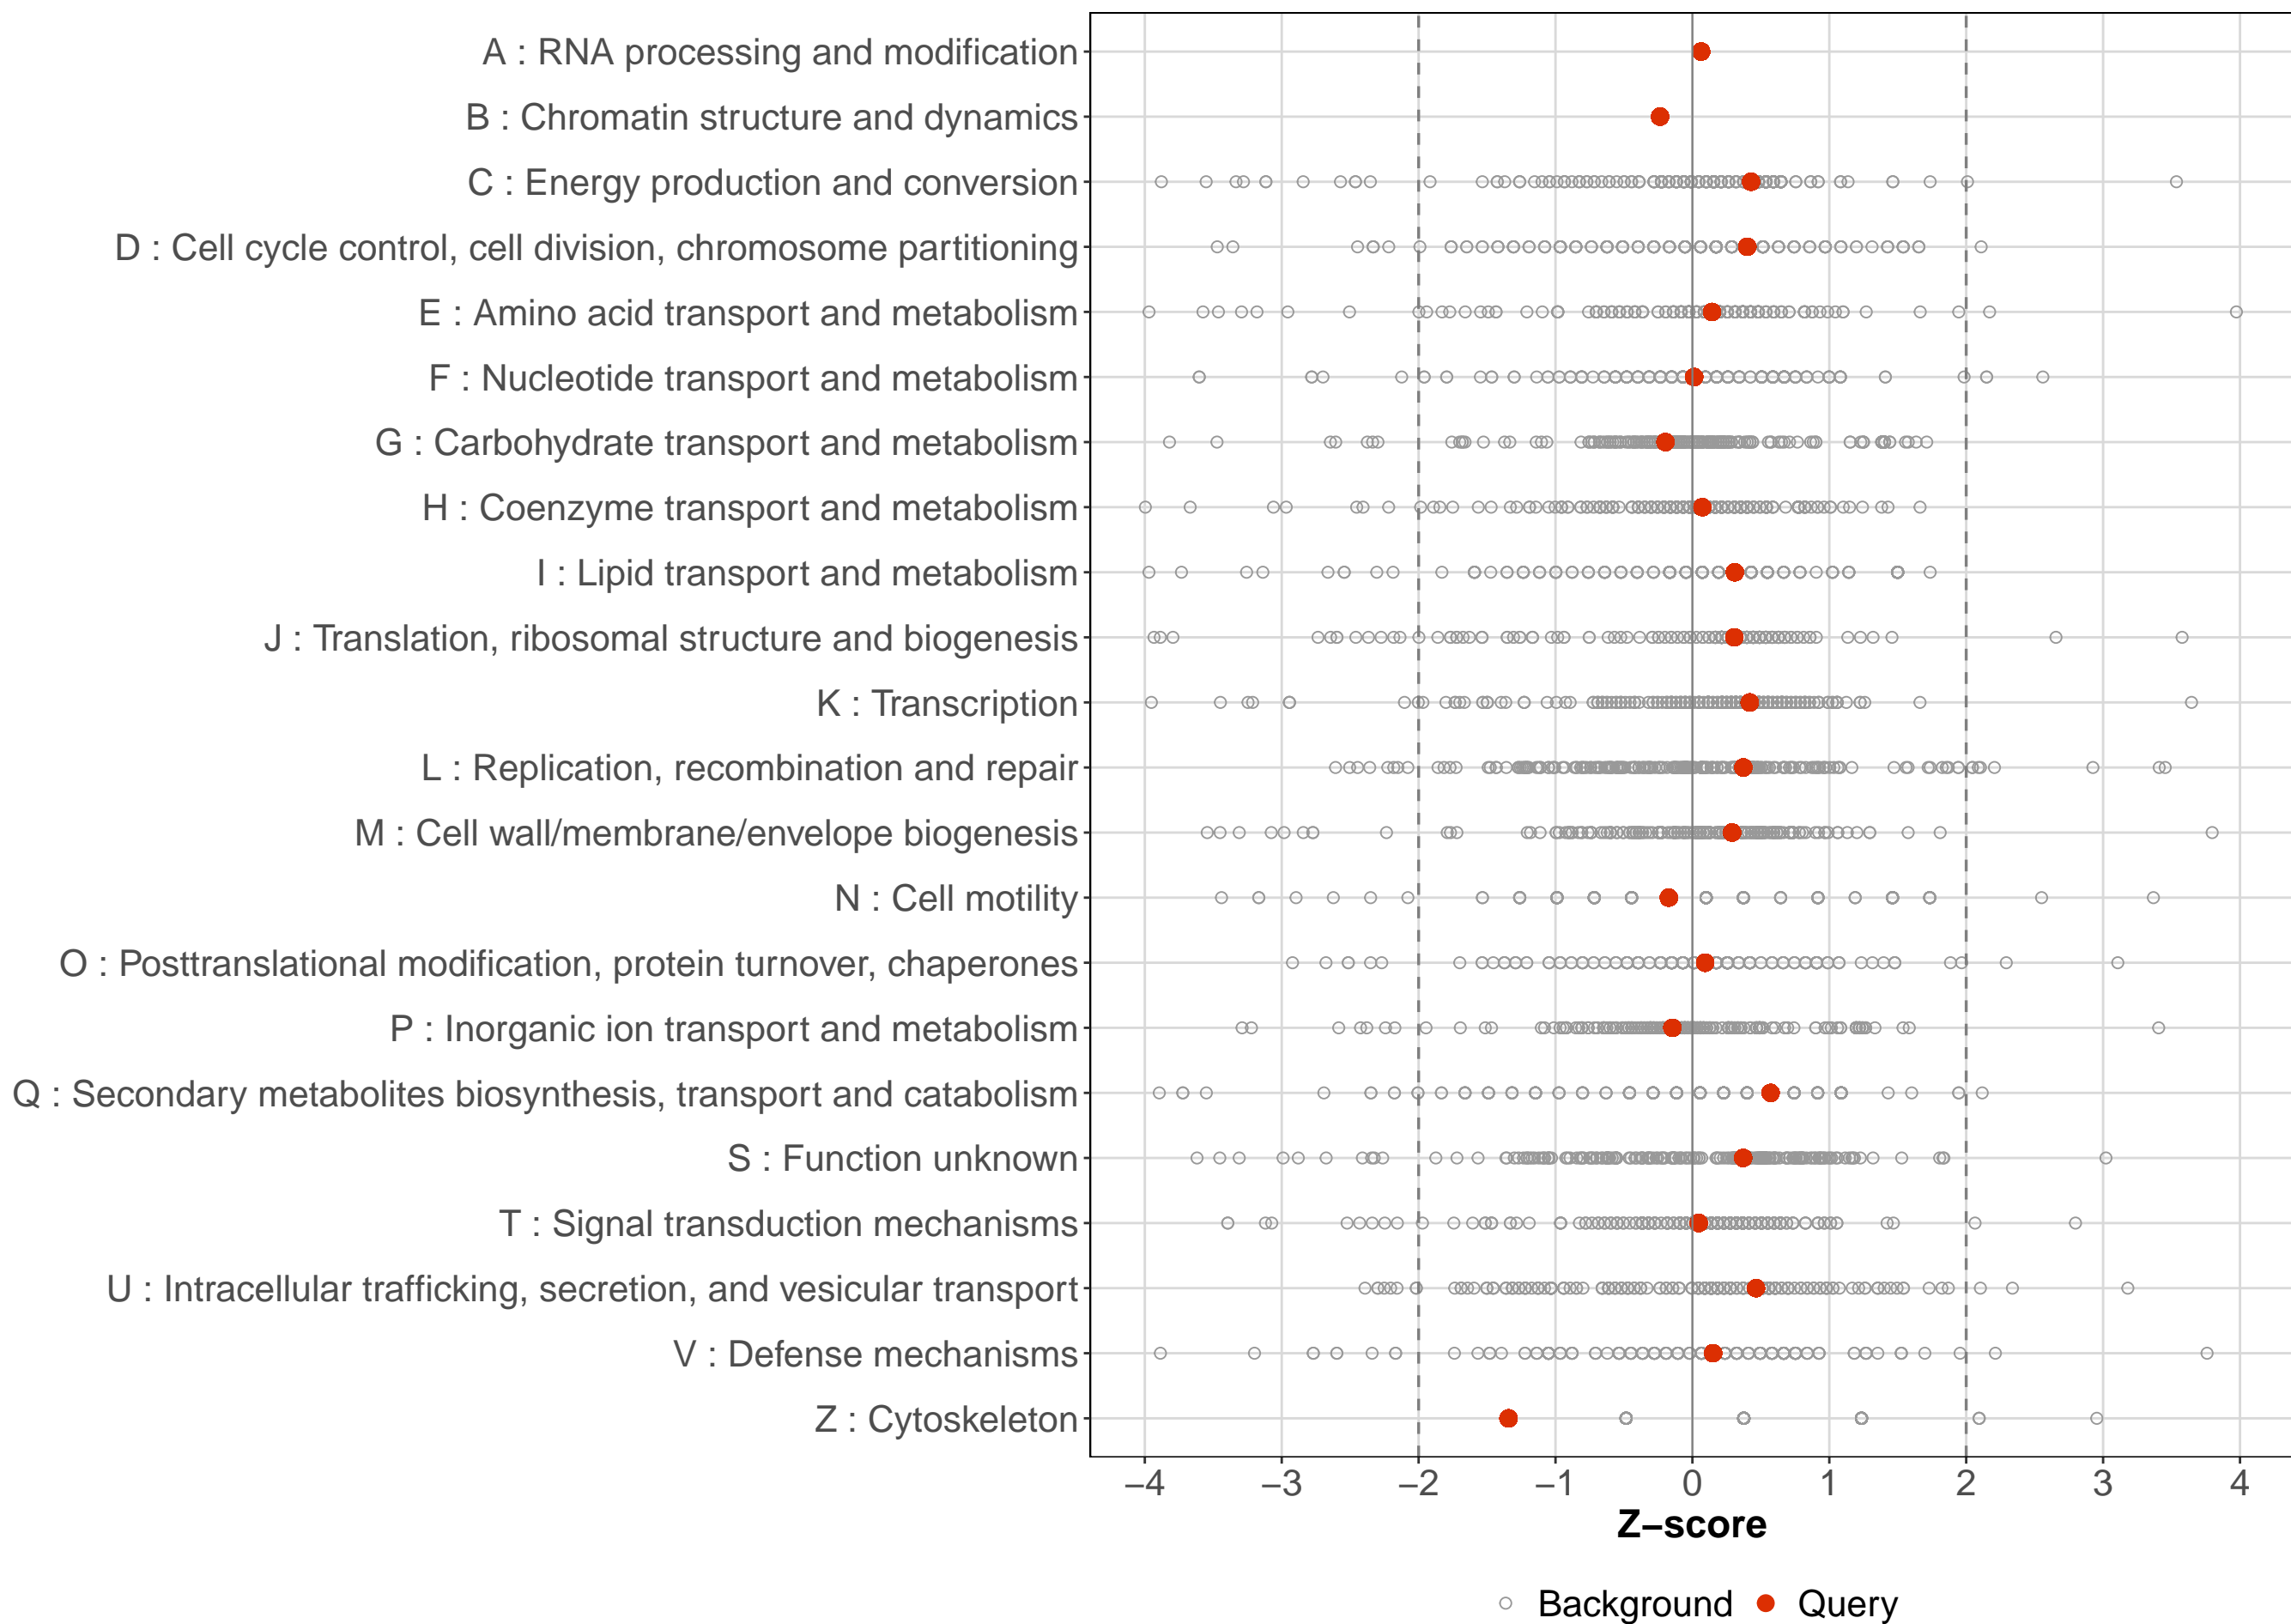 A : RNA processing and modification
B : Chromatin structure and dynamics
C : Energy production and conversion
D : Cell cycle control, cell division, chromosome partitioning
E : Amino acid transport and metabolism
F : Nucleotide transport and metabolism
G : Carbohydrate transport and metabolism
H : Coenzyme transport and metabolism
I : Lipid transport and metabolism
J : Translation, ribosomal structure and biogenesis
K : Transcription
L : Replication, recombination and repair
M : Cell wall/membrane/envelope biogenesis
N : Cell motility
O : Posttranslational modification, protein turnover, chaperones
P : Inorganic ion transport and metabolism
Q : Secondary metabolites biosynthesis, transport and catabolism
S : Function unknown
T : Signal transduction mechanisms
U : Intracellular trafficking, secretion, and vesicular transport
V : Defense mechanisms
Z : Cytoskeleton
−4 −3 −2 −1 0 1 2 3 4
Z−score
Background Query